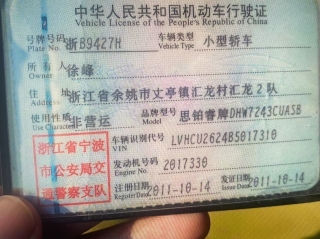 中华人民共和国机动车行驶证
Vehicle License of the People's Republic of China
号牌号码 浙B9427H 车辆类型 小型轿车
Plate No. Vehicle Type
所有人 徐峰
住址 浙江省余姚市丈亭镇汇龙村汇龙2队
使用性质 非营运 品牌型号 思铂睿牌DHW7243CUASB
Use Character Model
浙江省宁波
市公安局交
通警察支队
车辆识别代号 LVHCU2624B5017310
VIN
发动机号码 2017330
Engine No.
注册日期 2011-10-14 发证日期 2011-10-14
Register Date Issue Date